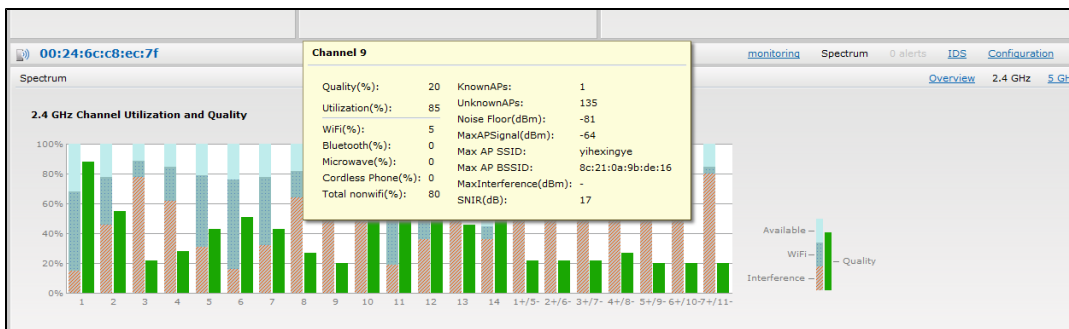 00:24:6c:c8:ec:7f
monitoring Spectrum 0 alerts IDS Configuration
Spectrum
Overview 2.4 GHz 5 GH
Channel 9
Quality(%): 20
Utilization(%): 85
WiFi(%): 5
Bluetooth(%): 0
Microwave(%): 0
Cordless Phone(%): 0
Total nonwifi(%): 80
KnownAPs: 1
UnknownAPs: 135
Noise Floor(dBm): -81
MaxAPSignal(dBm): -64
Max AP SSID: yihexingye
Max AP BSSID: 8c:21:0a:9b:de:16
MaxInterference(dBm): -
SNIR(dB): 17
2.4 GHz Channel Utilization and Quality
100%
80%
60%
40%
20%
0%
1 2 3 4 5 6 7 8 9 10 11 12 13 14 1+/5- 2+/6- 3+/7- 4+/8- 5+/9- 6+/10- 7+/11-
Available
WiFi
Quality
Interference